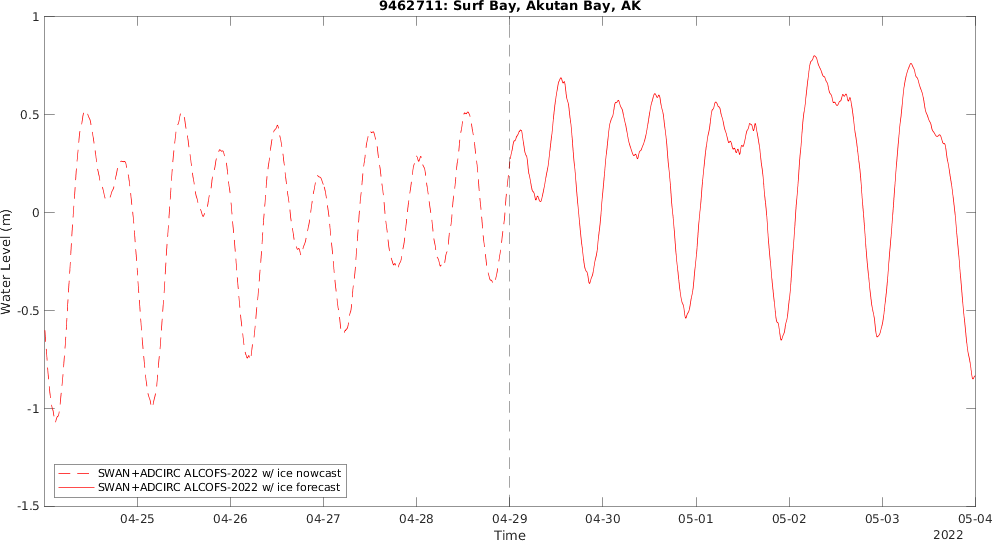 9462711: Surf Bay, Akutan Bay, AK
1
0.5
0
-0.5
-1
-1.5
Water Level (m)
SWAN+ADCIRC ALCOFS-2022 w/ ice nowcast
SWAN+ADCIRC ALCOFS-2022 w/ ice forecast
04-25 04-26 04-27 04-28 04-29 04-30 05-01 05-02 05-03 05-04
Time
2022